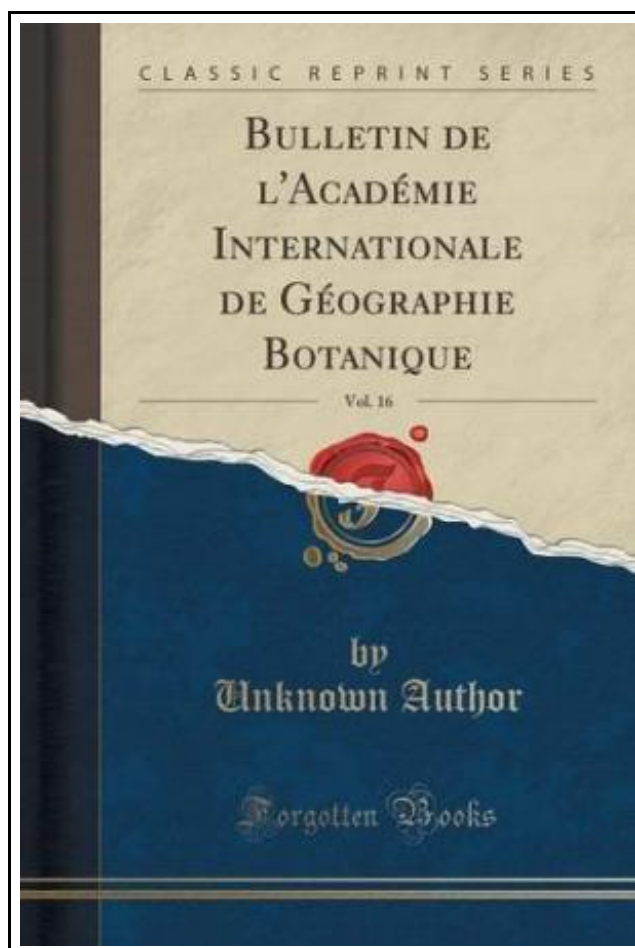 CLASSIC REPRINT SERIES
BULLETIN DE
L'ACADÉMIE
INTERNATIONALE
DE GÉOGRAPHIE
BOTANIQUE
Vol. 16
by
Unknown Author
Forgotten Books